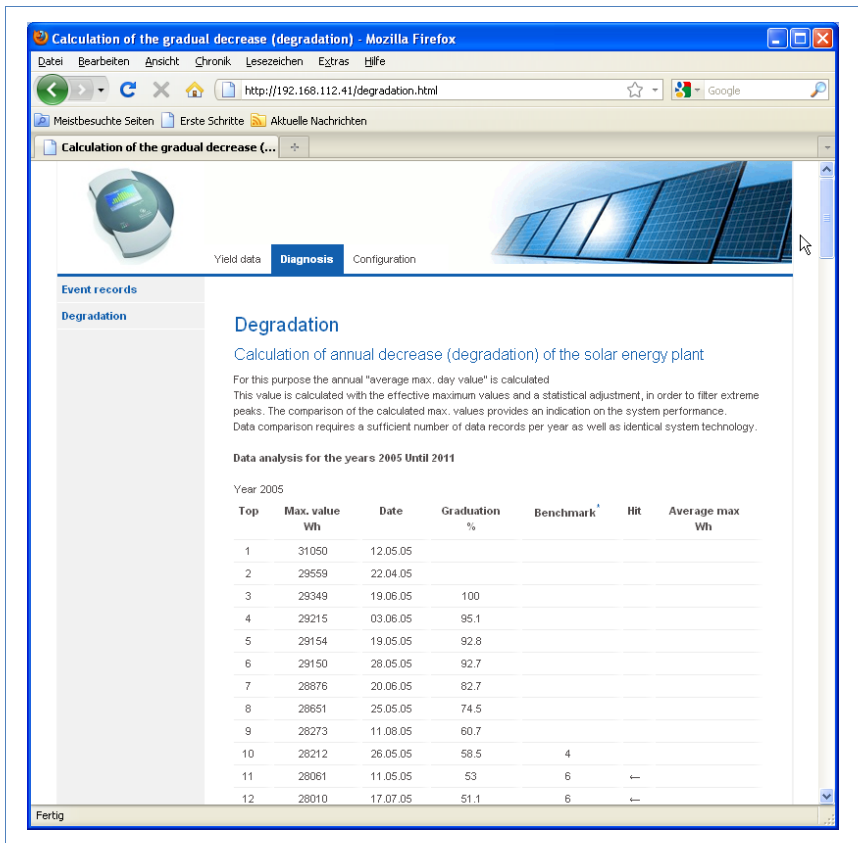 Calculation of the gradual decrease (degradation) - Mozilla Firefox
Datei Bearbeiten Ansicht Chronik Lesezeichen Extras Hilfe
http://192.168.112.41/degradation.html Google
Meistbesuchte Seiten Erste Schritte Aktuelle Nachrichten
Calculation of the gradual decrease (...
Yield data Diagnosis Configuration
Event records
Degradation
Degradation
Calculation of annual decrease (degradation) of the solar energy plant
For this purpose the annual "average max. day value" is calculated
This value is calculated with the effective maximum values and a statistical adjustment, in order to filter extreme
peaks. The comparison of the calculated max. values provides an indication on the system performance.
Data comparison requires a sufficient number of data records per year as well as identical system technology.
Data analysis for the years 2005 Until 2011
Year 2005
Top Max. value Date Graduation Benchmark* Hit Average max
Wh % Wh
1 31050 12.05.05
2 29559 22.04.05
3 29349 19.06.05 100
4 29215 03.06.05 95.1
5 29154 19.05.05 92.8
6 29150 28.05.05 92.7
7 28876 20.06.05 82.7
8 28651 25.05.05 74.5
9 28273 11.08.05 60.7
10 28212 26.05.05 58.5 4
11 28061 11.05.05 53 6 ←
12 28010 17.07.05 51.1 6 ←
Fertig